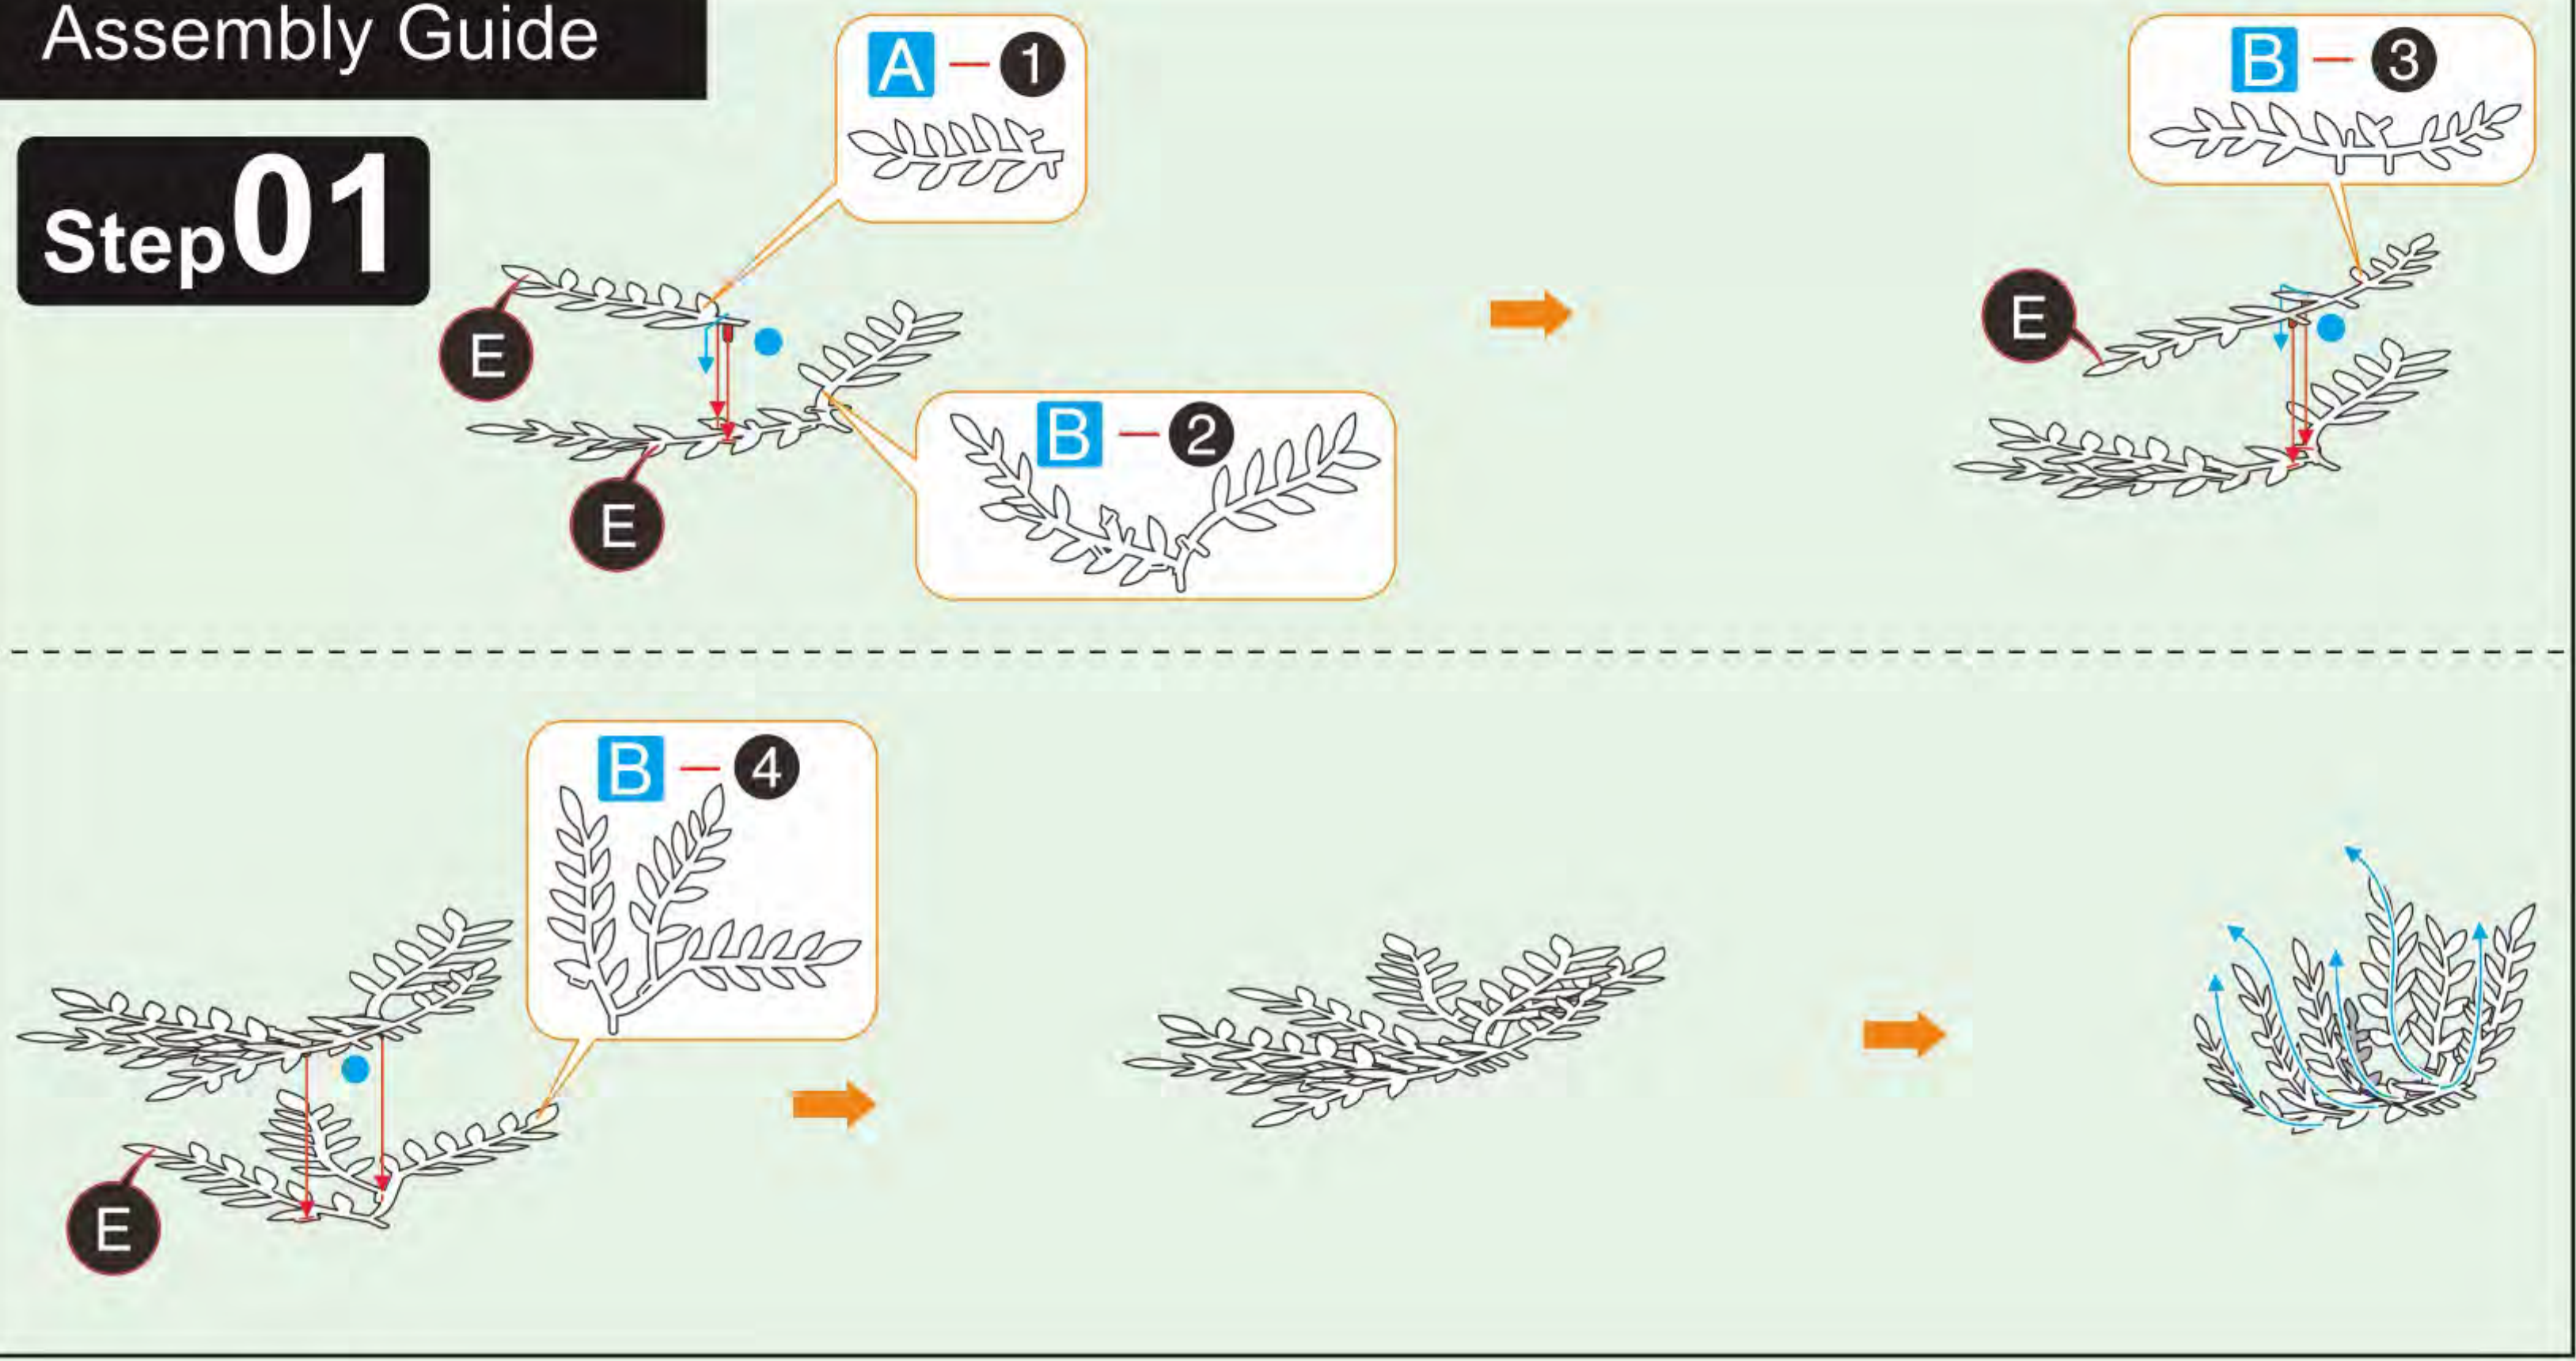 Assembly Guide
Step01
A – 1
B – 3
E
E
B – 2
E
B – 4
E